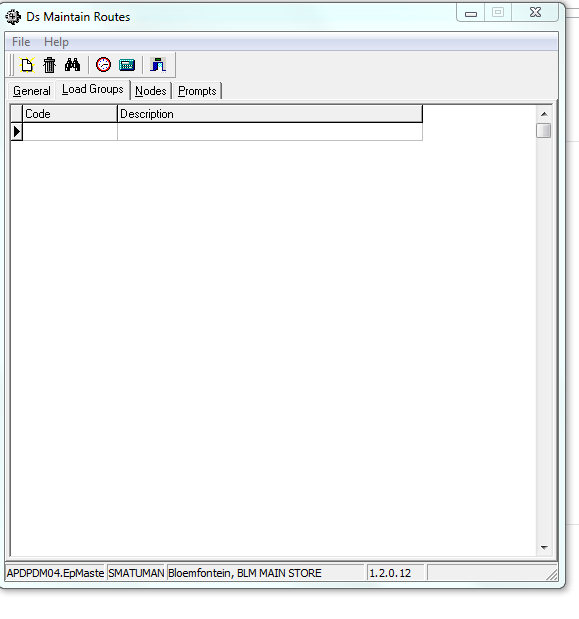 Ds Maintain Routes
File Help
General Load Groups Nodes Prompts
Code Description
APDPDM04.EpMaste SMATUMAN Bloemfontein, BLM MAIN STORE 1.2.0.12